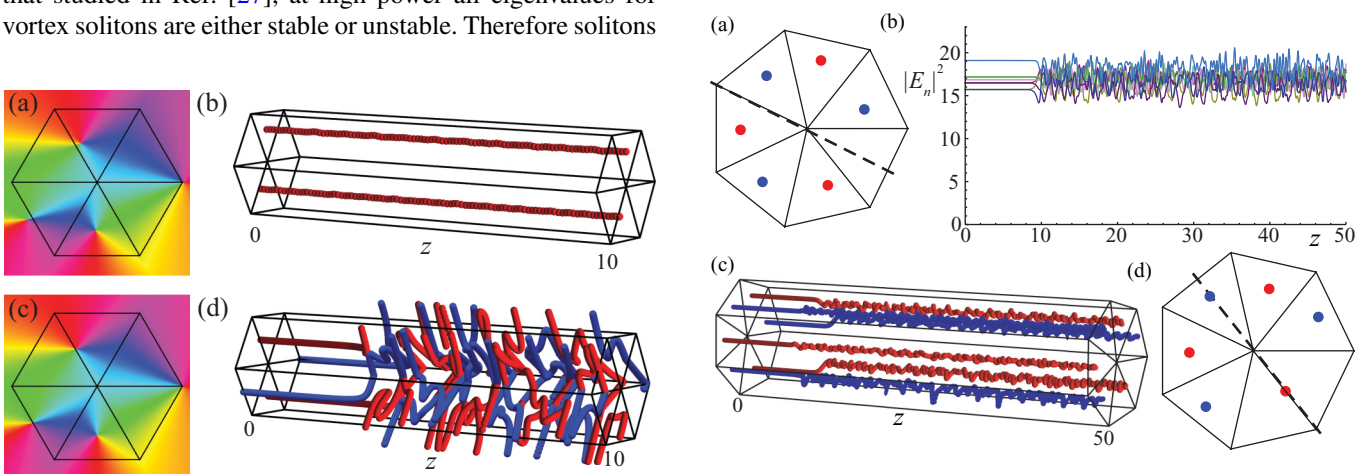 that studied in Ref. [27], at high power all eigenvalues for
vortex solitons are either stable or unstable. Therefore solitons
(a)
(b)
0
z
10
(c)
(d)
0
z
10
(a)
(b)
20
|E_n|^2
15
10
5
0
0
10
20
30
40
z
50
(c)
0
z
50
(d)